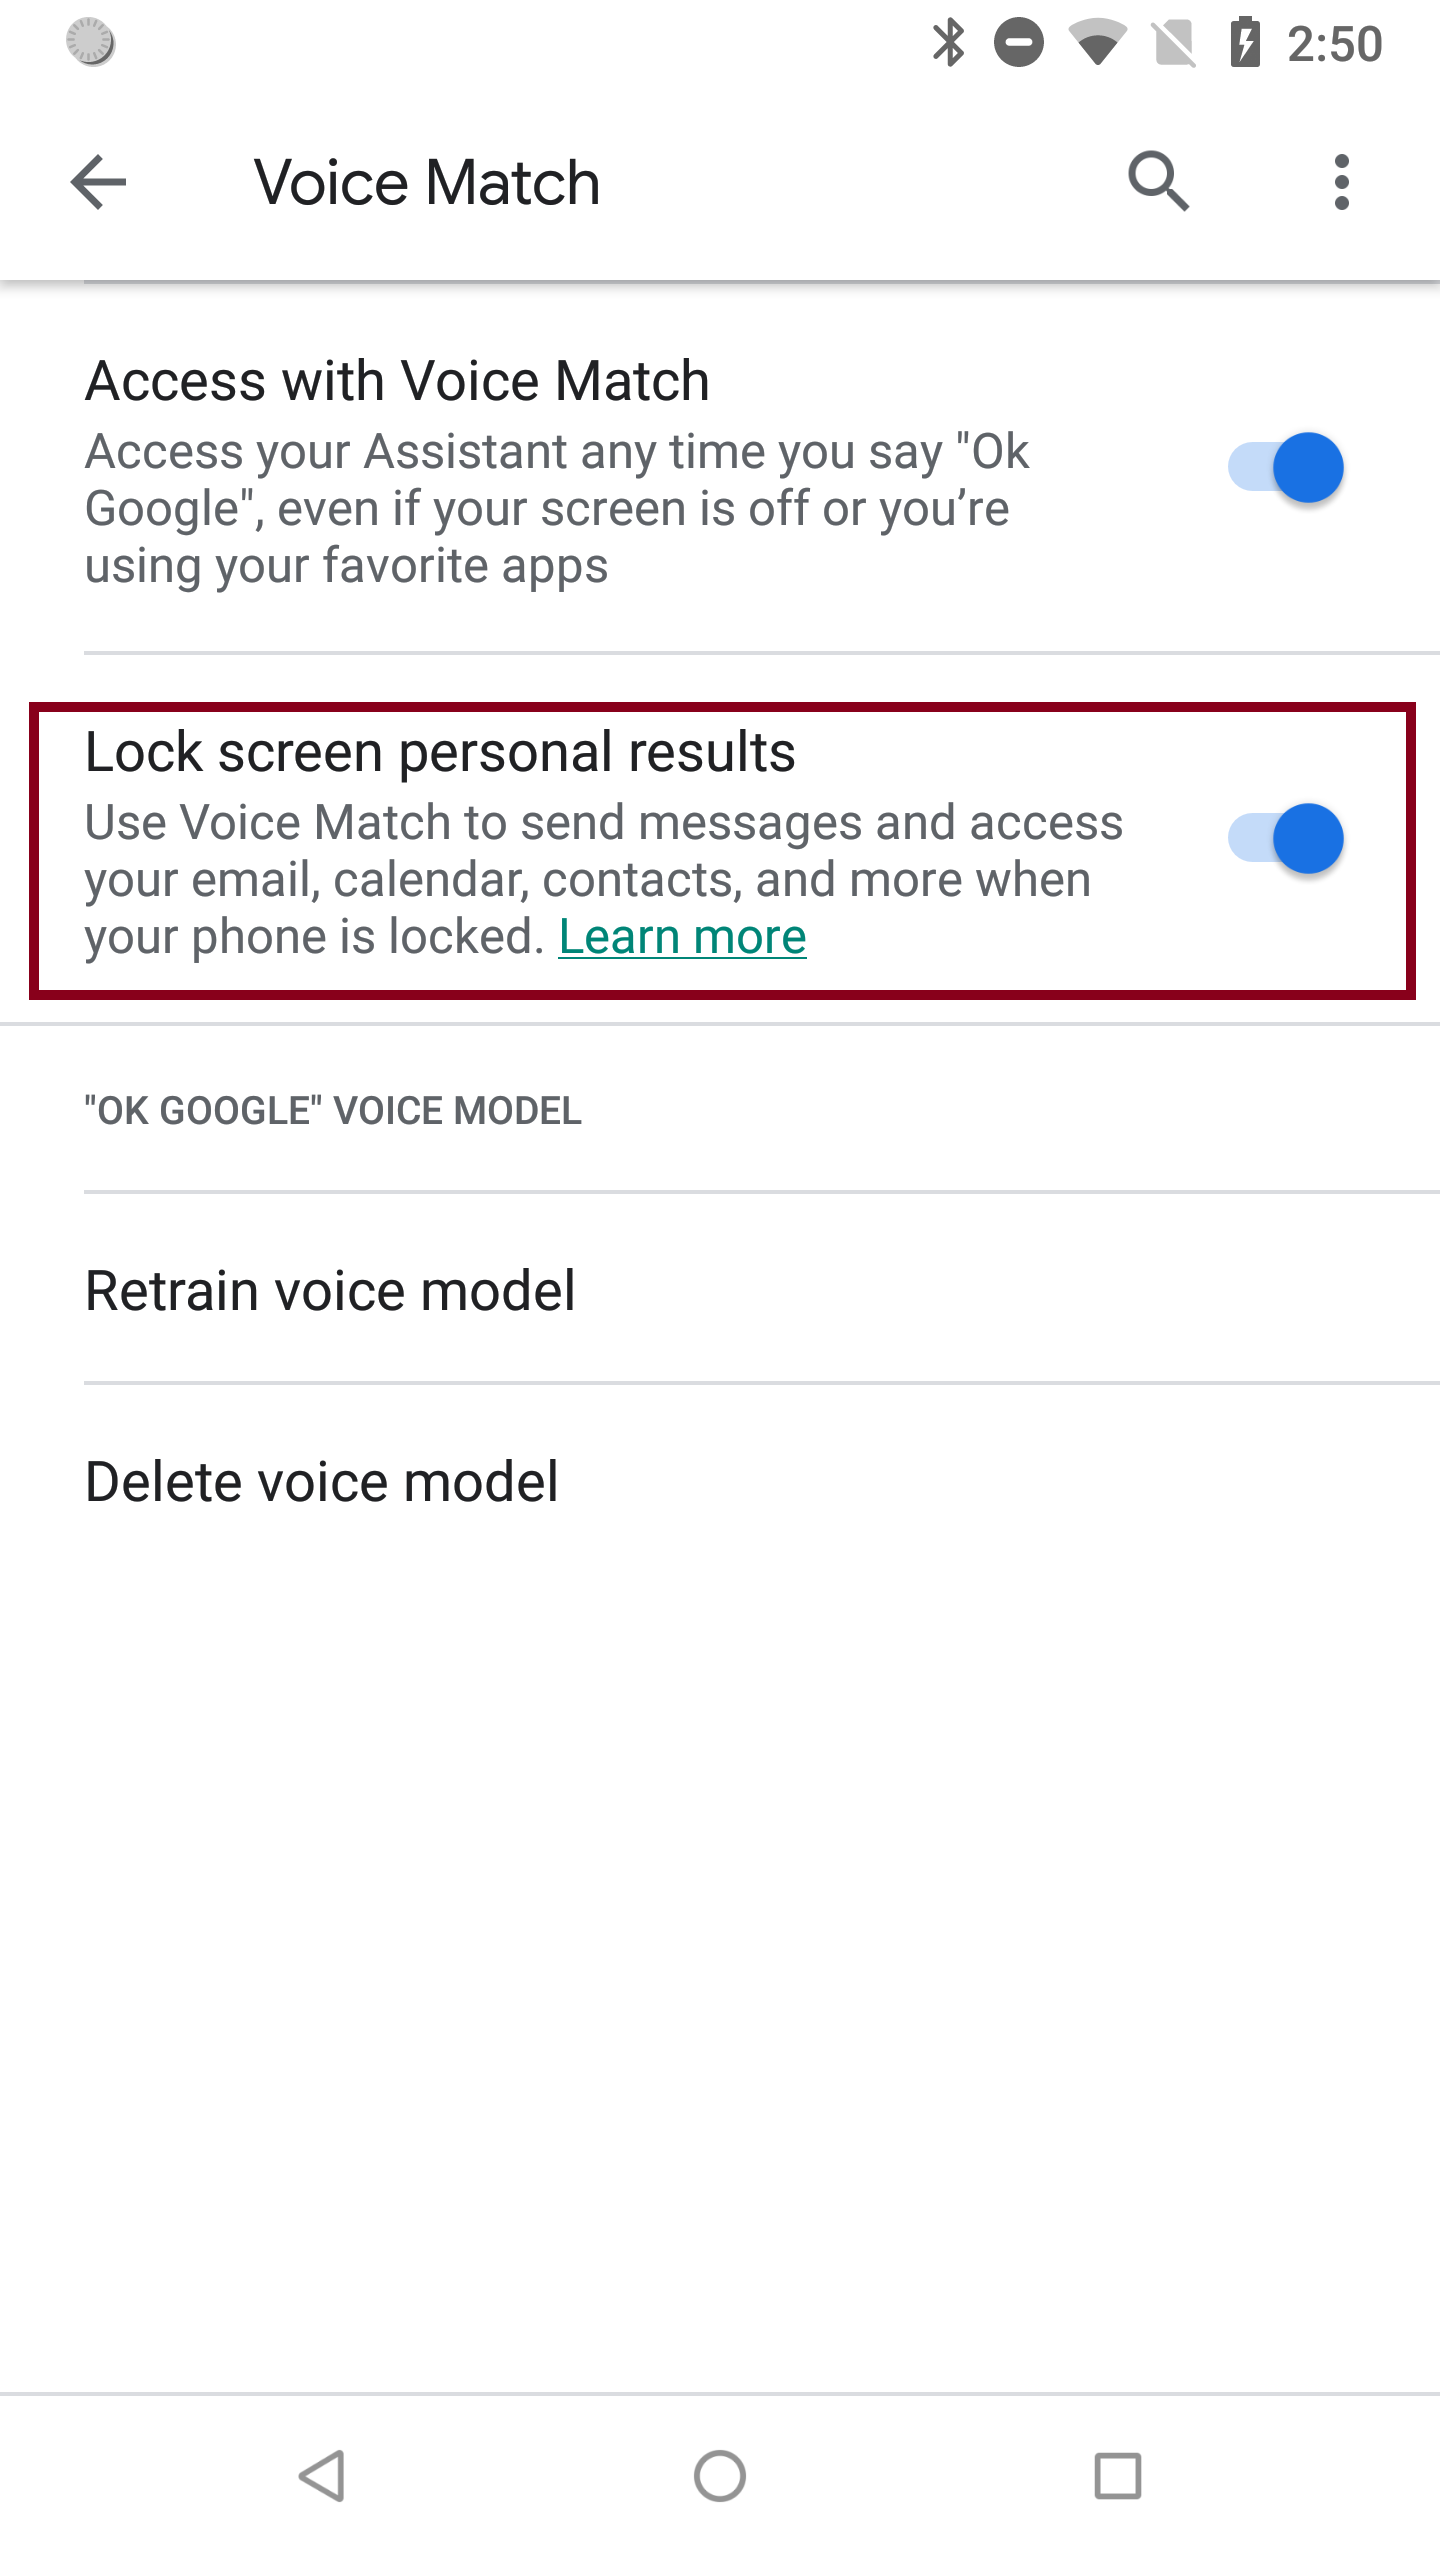 2:50
Voice Match
Access with Voice Match
Access your Assistant any time you say "Ok
Google", even if your screen is off or you’re
using your favorite apps
Lock screen personal results
Use Voice Match to send messages and access
your email, calendar, contacts, and more when
your phone is locked. Learn more
"OK GOOGLE" VOICE MODEL
Retrain voice model
Delete voice model